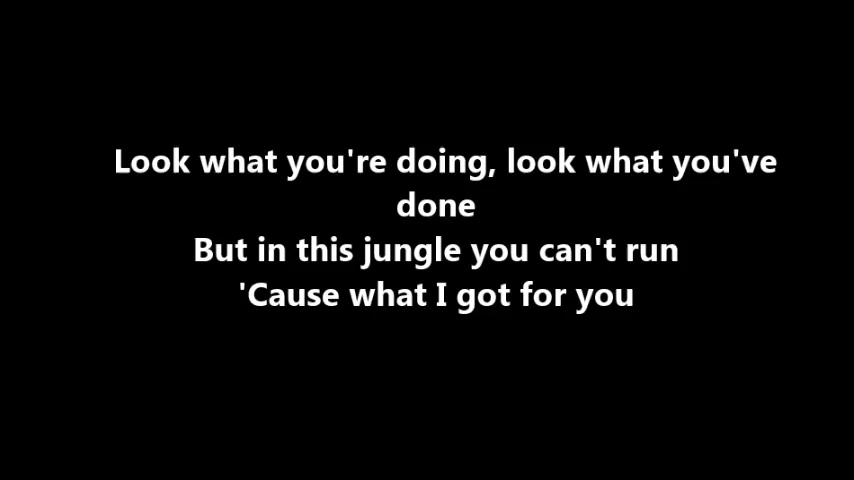 Look what you're doing, look what you've
done
But in this jungle you can't run
'Cause what I got for you